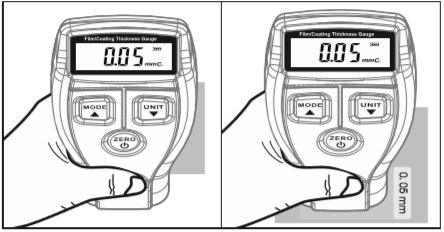 Film/Coating Thickness Gauge
0.05 mmC.
MODE
UNIT
ZERO
Film/Coating Thickness Gauge
0.05 mmC.
MODE
UNIT
ZERO
0.05 mm